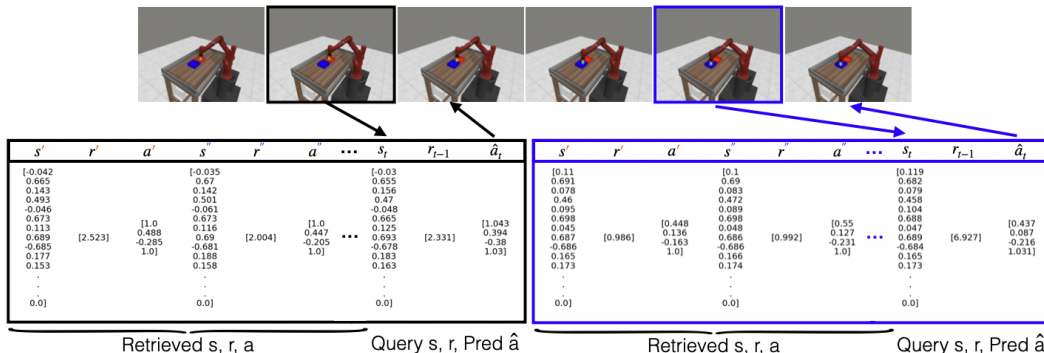 s′ r′ a′ s″ r″ a″ ••• s_t r_{t−1} â_t
[-0.042 [-0.035 [-0.03
0.665 0.67 0.655
0.143 0.142 0.156
0.493 0.501 0.47
-0.046 -0.061 -0.048
0.673 [1.0 0.673 [1.0 0.665 [1.043
0.113 0.488 0.116 0.447 0.125 0.394
0.689 [2.523] -0.285 0.69 [2.004] -0.205 ••• 0.693 [2.331] -0.38
-0.685 1.0] -0.681 1.0] -0.678 1.03]
0.177 0.188 0.183
0.153 0.158 0.163
. . .
. . .
. . .
0.0] 0.0] 0.0]
Retrieved s, r, a Query s, r, Pred â
s′ r′ a′ s″ r″ a″ ••• s_t r_{t−1} â_t
[0.11 [0.1 [0.119
0.691 0.69 0.682
0.078 0.083 0.079
0.46 0.472 0.458
0.095 0.089 0.104
0.698 [0.448 0.698 [0.55 0.688 [0.437
0.045 0.136 0.048 0.127 0.047 0.087
0.687 [0.986] -0.163 0.686 [0.992] -0.231 ••• 0.689 [6.927] -0.216
-0.686 1.0] -0.686 1.0] -0.684 1.031]
0.165 0.166 0.165
0.173 0.174 0.173
. . .
. . .
. . .
0.0] 0.0] 0.0]
Retrieved s, r, a Query s, r, Pred â